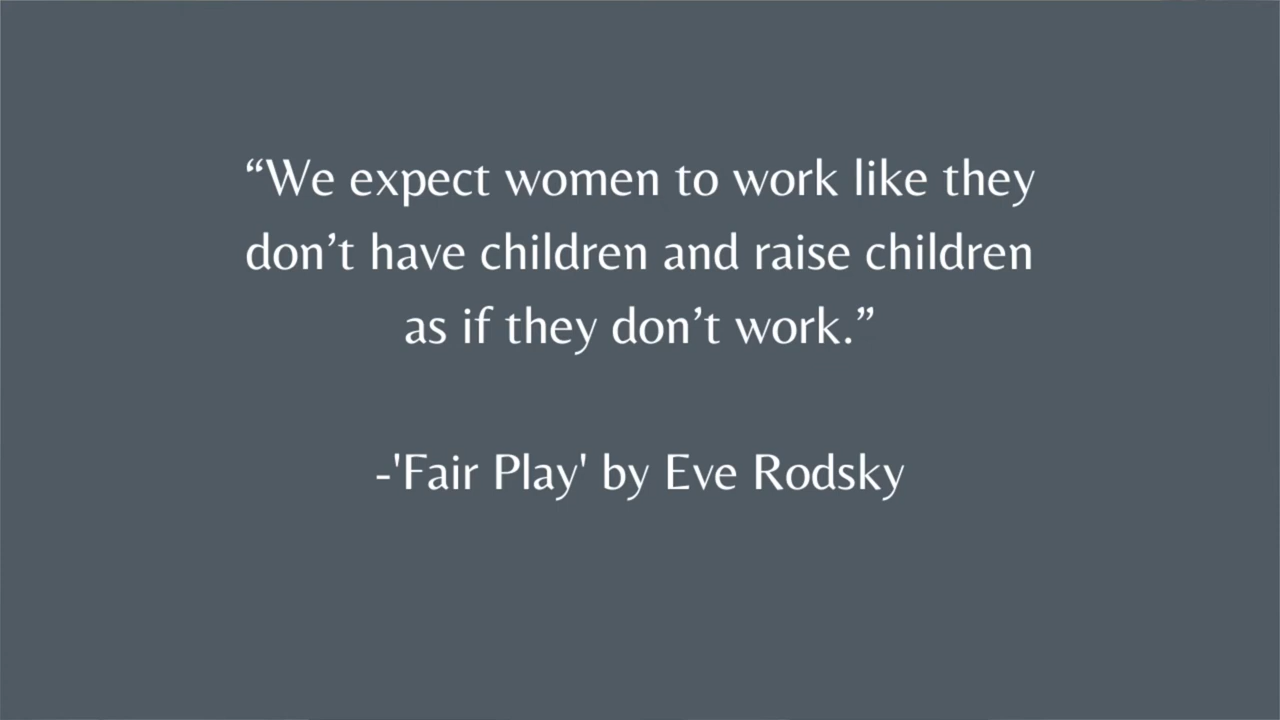 “We expect women to work like they
don’t have children and raise children
as if they don’t work.”
-'Fair Play' by Eve Rodsky